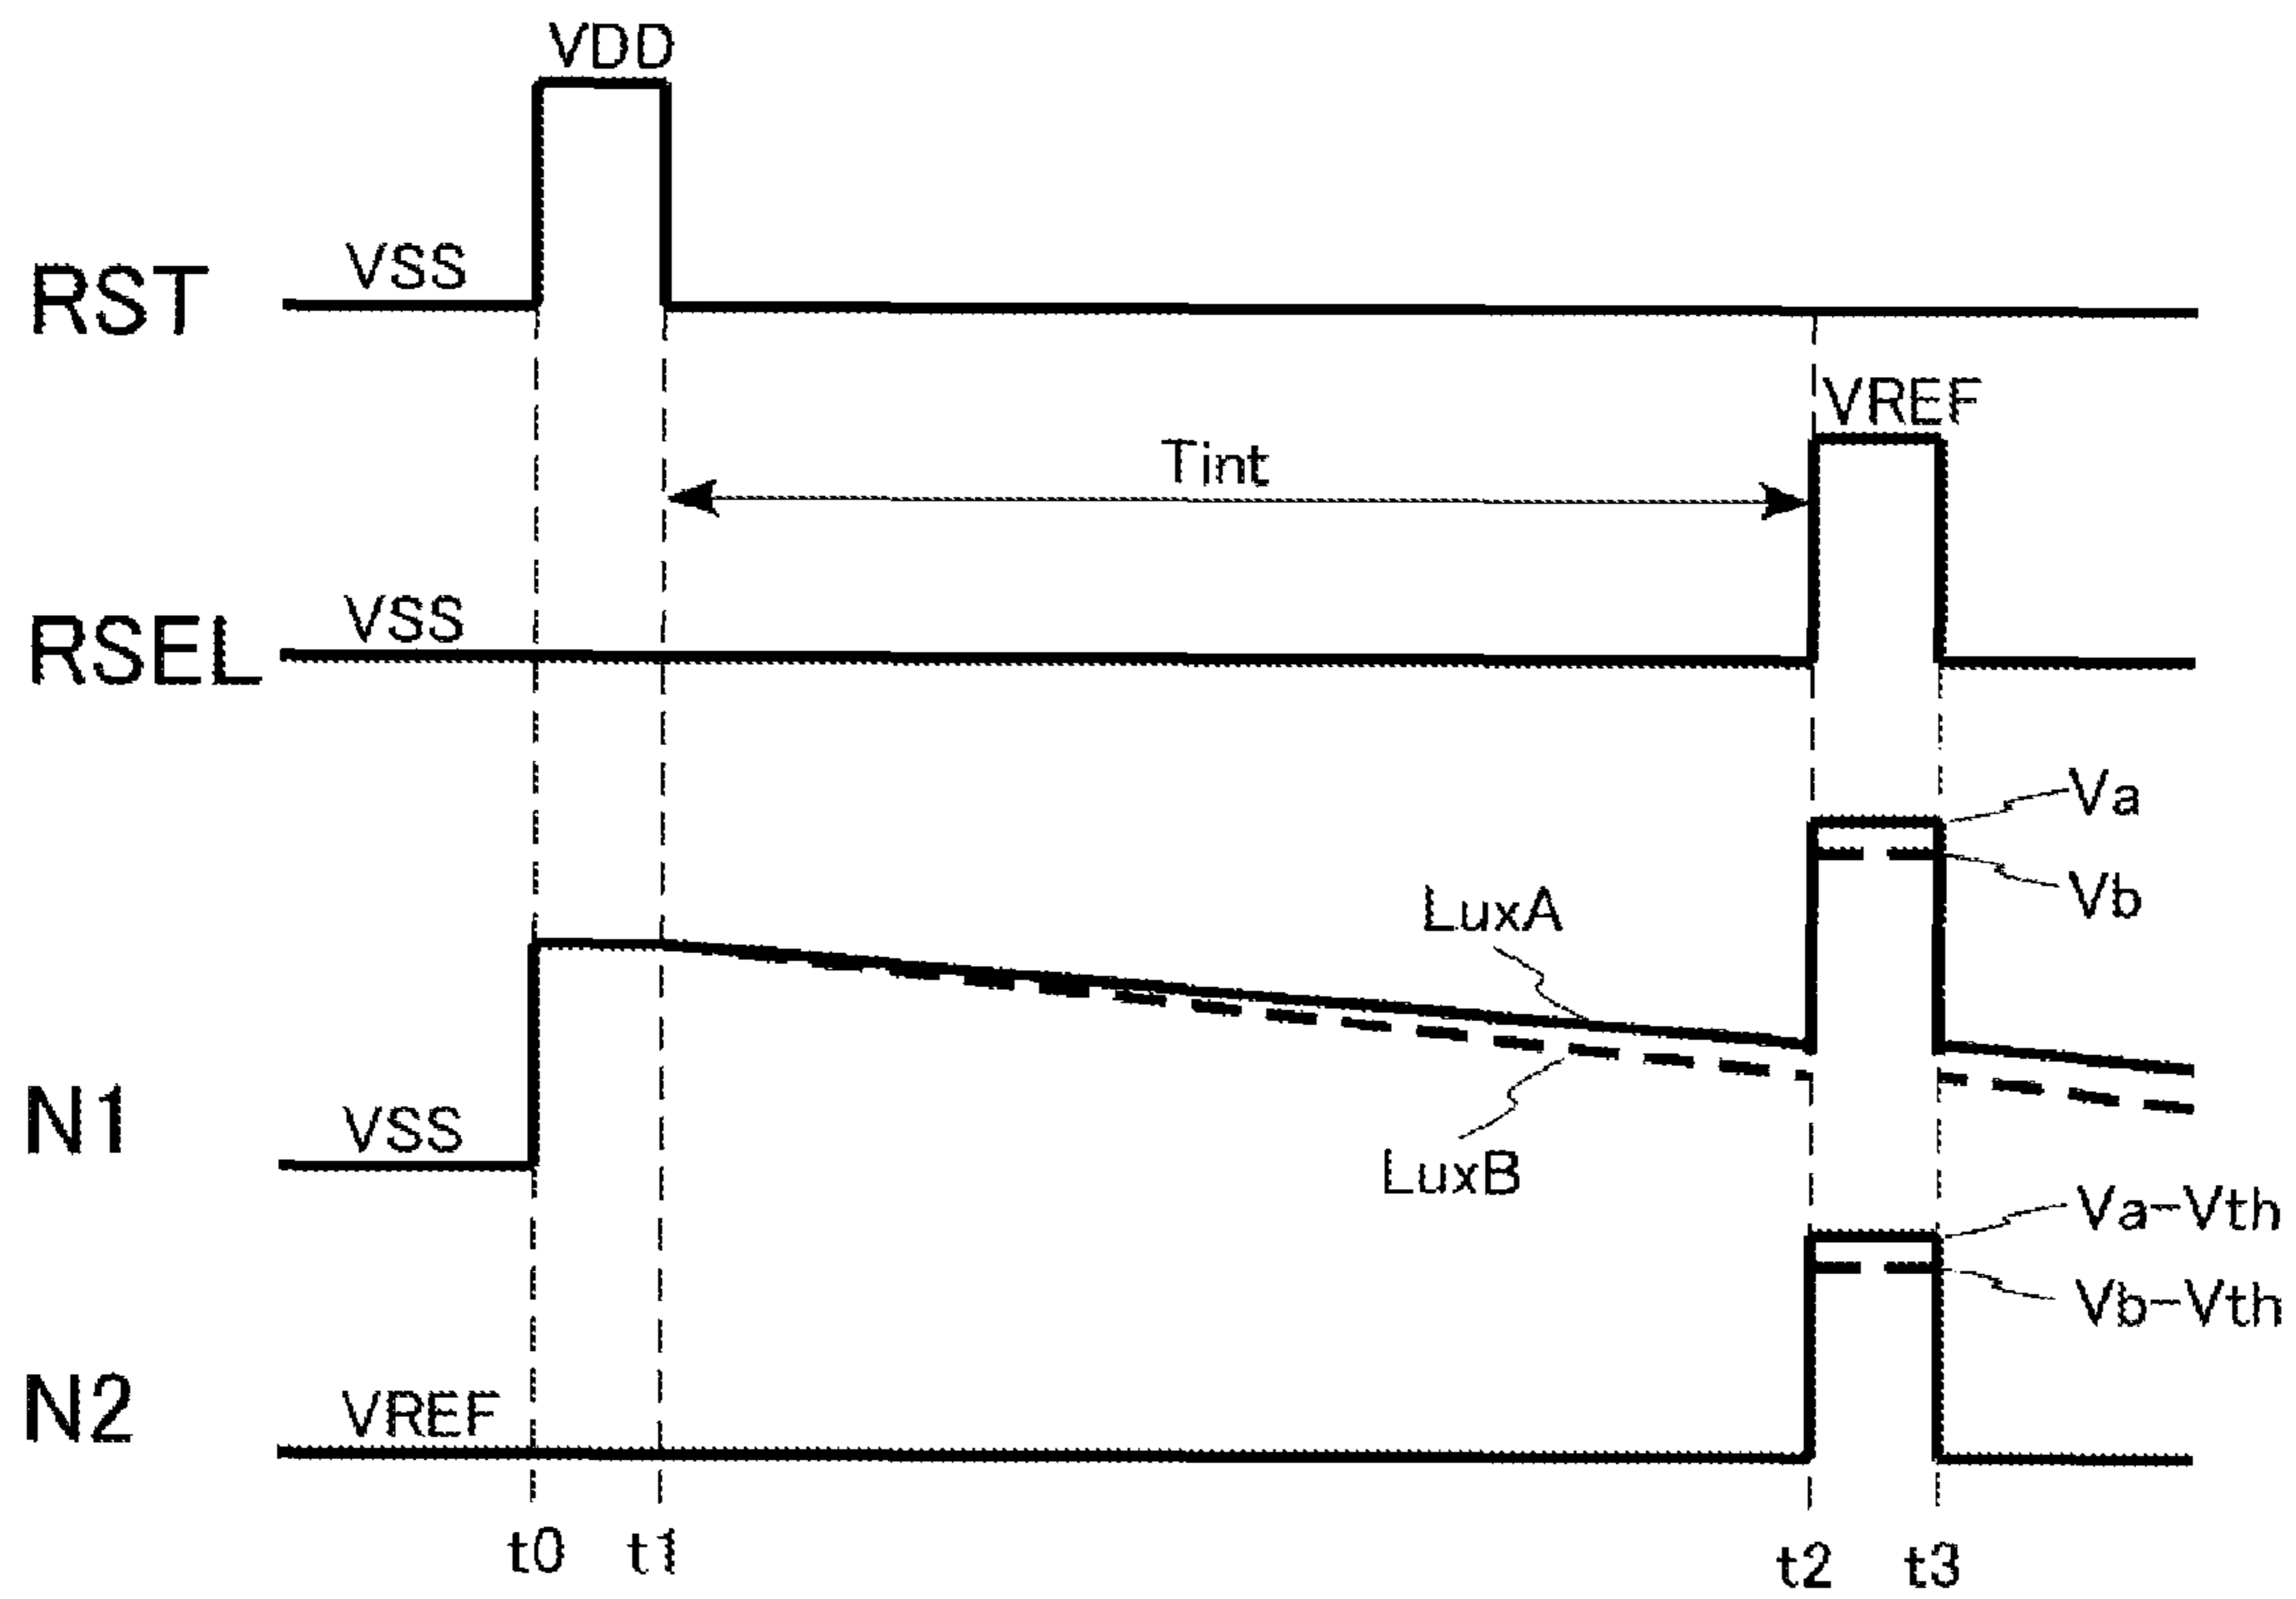 VDD
VSS
RST
VREF
Tint
VSS
RSEL
Va
Vb
LuxA
N1
VSS
LuxB
Va-Vth
Vb-Vth
N2
VREF
t0 t1 t2 t3